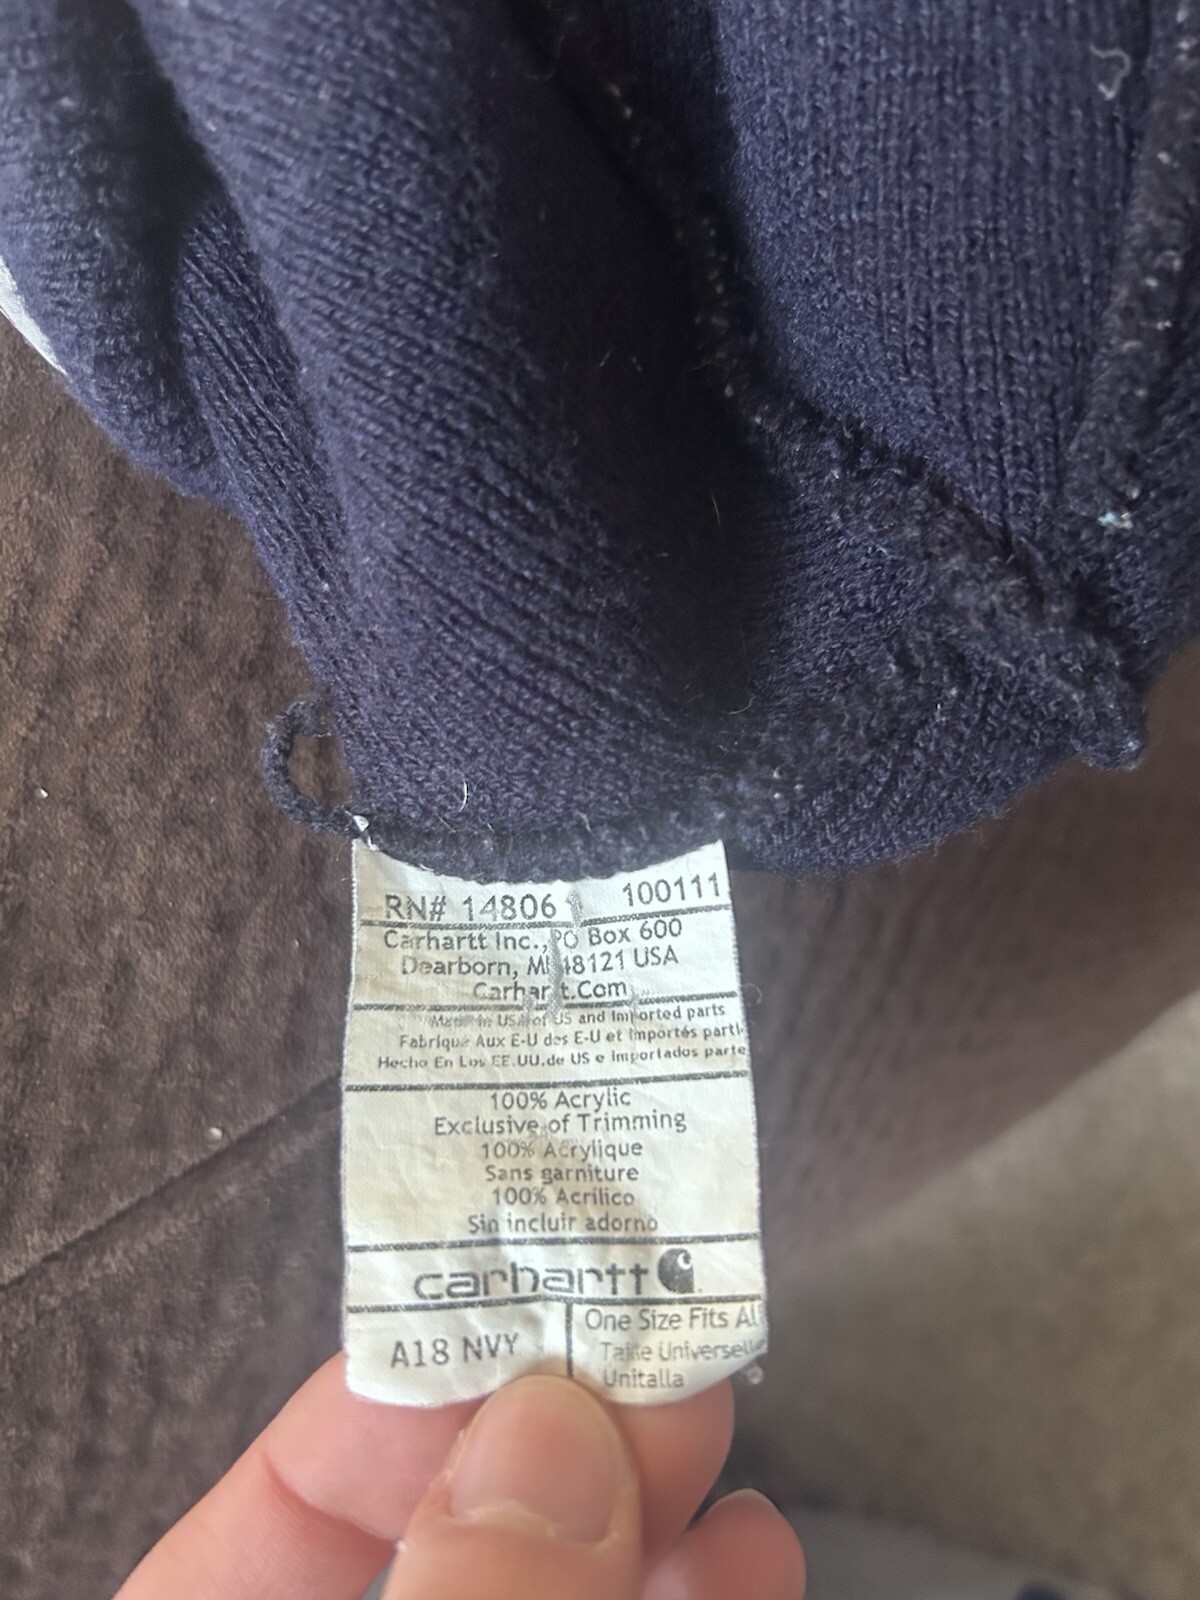 RN# 14806 100111
Carhartt Inc., PO Box 600
Dearborn, MI 48121 USA
Carhartt.Com
Made in USA of US and Imported parts
Fabriqué Aux E-U des E-U et importés parti
Hecho En Los EE.UU.de US e importados parte
100% Acrylic
Exclusive of Trimming
100% Acrylique
Sans garniture
100% Acrílico
Sin incluir adorno
carhartt
A18 NVY
One Size Fits All
Taille Universelle
Unitalla